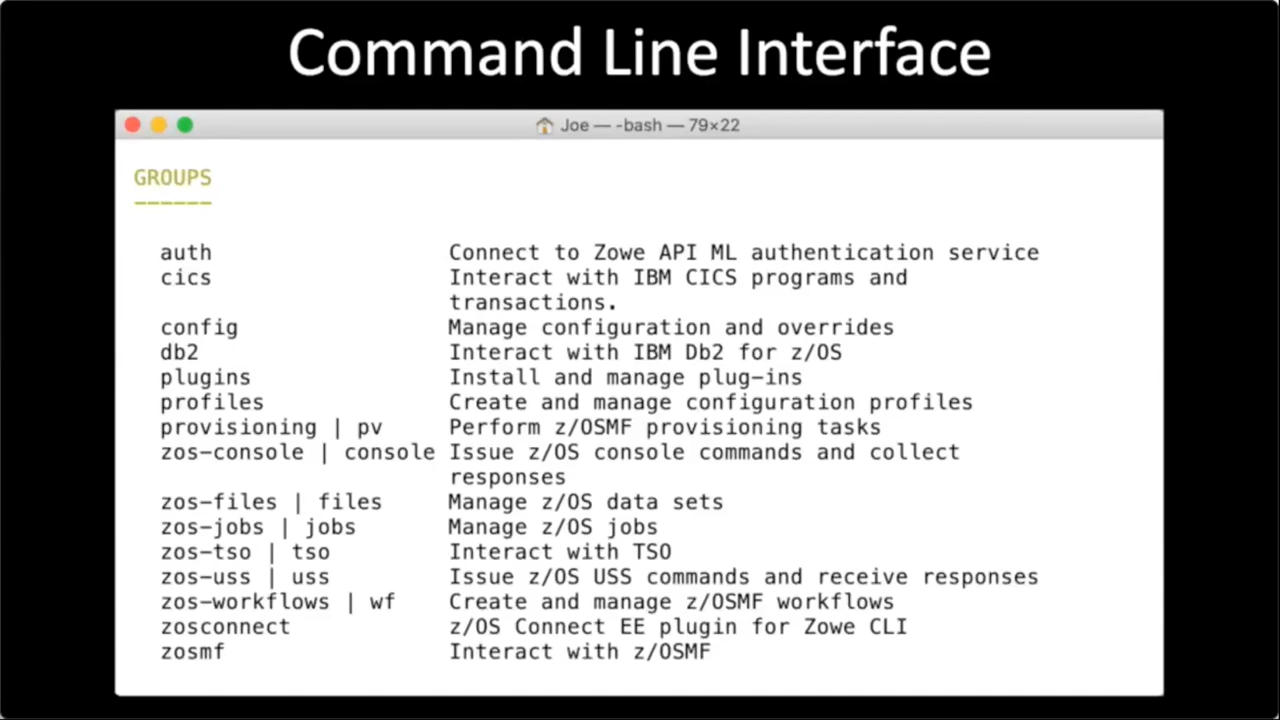 Command Line Interface
Joe — -bash — 79×22
GROUPS
------
auth Connect to Zowe API ML authentication service
cics Interact with IBM CICS programs and
transactions.
config Manage configuration and overrides
db2 Interact with IBM Db2 for z/OS
plugins Install and manage plug-ins
profiles Create and manage configuration profiles
provisioning | pv Perform z/OSMF provisioning tasks
zos-console | console Issue z/OS console commands and collect
responses
zos-files | files Manage z/OS data sets
zos-jobs | jobs Manage z/OS jobs
zos-tso | tso Interact with TSO
zos-uss | uss Issue z/OS USS commands and receive responses
zos-workflows | wf Create and manage z/OSMF workflows
zosconnect z/OS Connect EE plugin for Zowe CLI
zosmf Interact with z/OSMF